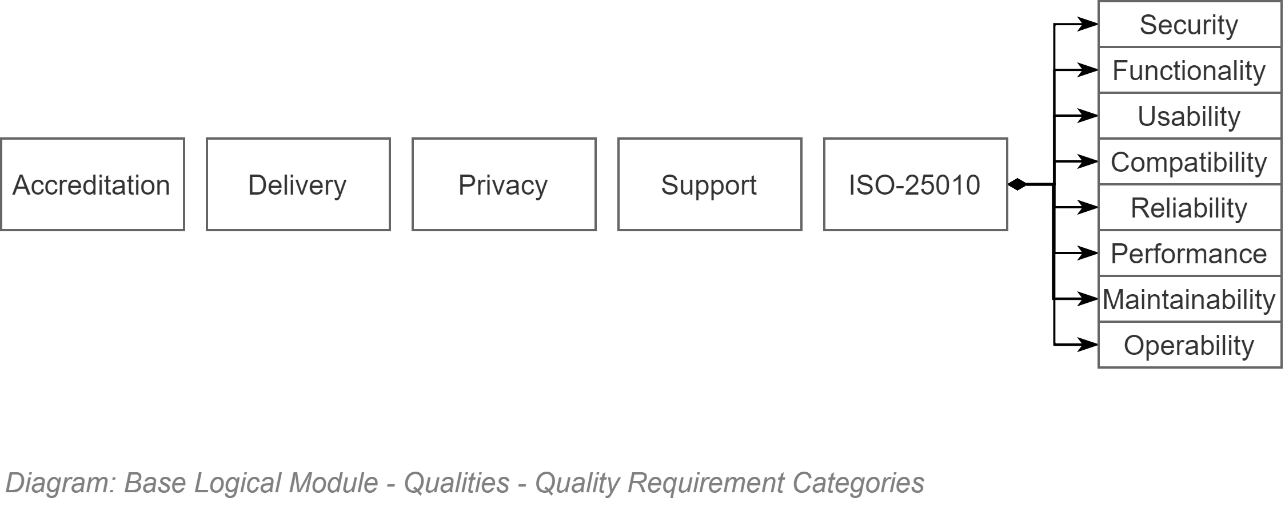 Security
Functionality
Usability
Compatibility
Accreditation
Delivery
Privacy
Support
ISO-25010
Reliability
Performance
Maintainability
Operability
Diagram: Base Logical Module - Qualities - Quality Requirement Categories